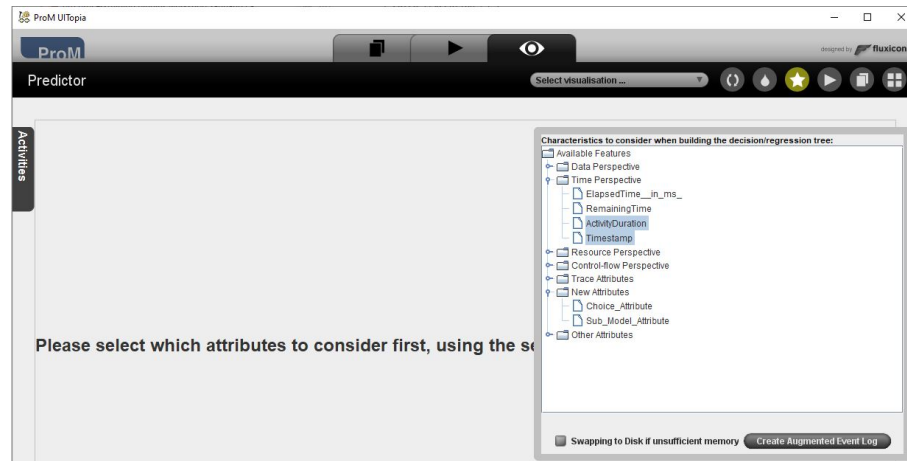 ProM UITopia
ProM
designed by fluxicon
Predictor
Select visualisation ...
Activities
Characteristics to consider when building the decision/regression tree:
Available Features
Data Perspective
Time Perspective
ElapsedTime__in_ms_
RemainingTime
ActivityDuration
Timestamp
Resource Perspective
Control-flow Perspective
Trace Attributes
New Attributes
Choice_Attribute
Sub_Model_Attribute
Other Attributes
Please select which attributes to consider first, using the se
Swapping to Disk if unsufficient memory
Create Augmented Event Log